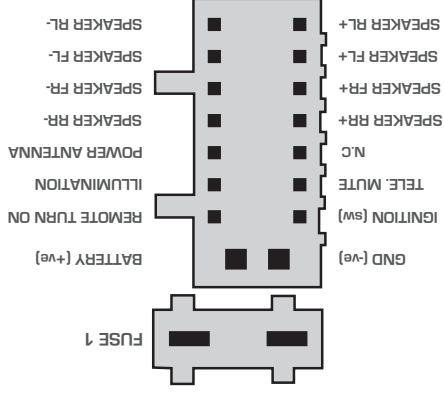 FUSE 1
GND (-ve)
BATTERY (+ve)
IGNITION (sw)
REMOTE TURN ON
TELE. MUTE
ILLUMINATION
N.C
POWER ANTENNA
SPEAKER RR+
SPEAKER RR-
SPEAKER FR+
SPEAKER FR-
SPEAKER FL+
SPEAKER FL-
SPEAKER RL+
SPEAKER RL-